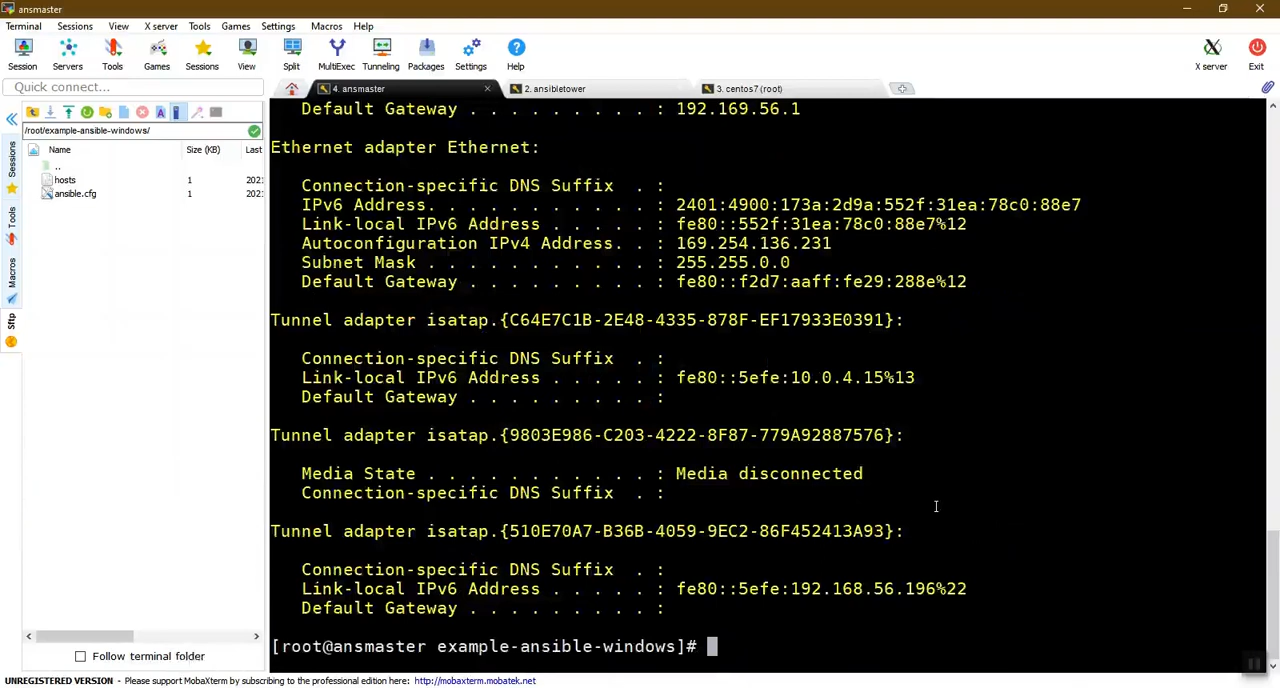 ansmaster
Terminal Sessions View X server Tools Games Settings Macros Help
Session Servers Tools Games Sessions View Split MultiExec Tunneling Packages Settings Help X server Exit
Quick connect...
4. ansmaster
2. ansibletower
3. centos7 (root)
/root/example-ansible-windows/
Name Size (KB) Last
..
hosts 1 202
ansible.cfg 1 202
Sessions
Tools
Macros
Sftp
Default Gateway . . . . . . . . . : 192.169.56.1
Ethernet adapter Ethernet:
Connection-specific DNS Suffix . :
IPv6 Address. . . . . . . . . . . : 2401:4900:173a:2d9a:552f:31ea:78c0:88e7
Link-local IPv6 Address . . . . . : fe80::552f:31ea:78c0:88e7%12
Autoconfiguration IPv4 Address. . : 169.254.136.231
Subnet Mask . . . . . . . . . . . : 255.255.0.0
Default Gateway . . . . . . . . . : fe80::f2d7:aaff:fe29:288e%12
Tunnel adapter isatap.{C64E7C1B-2E48-4335-878F-EF17933E0391}:
Connection-specific DNS Suffix . :
Link-local IPv6 Address . . . . . : fe80::5efe:10.0.4.15%13
Default Gateway . . . . . . . . . :
Tunnel adapter isatap.{9803E986-C203-4222-8F87-779A92887576}:
Media State . . . . . . . . . . . : Media disconnected
Connection-specific DNS Suffix . :
Tunnel adapter isatap.{510E70A7-B36B-4059-9EC2-86F452413A93}:
Connection-specific DNS Suffix . :
Link-local IPv6 Address . . . . . : fe80::5efe:192.168.56.196%22
Default Gateway . . . . . . . . . :
[root@ansmaster example-ansible-windows]#
Follow terminal folder
UNREGISTERED VERSION - Please support MobaXterm by subscribing to the professional edition here: http://mobaxterm.mobatek.net